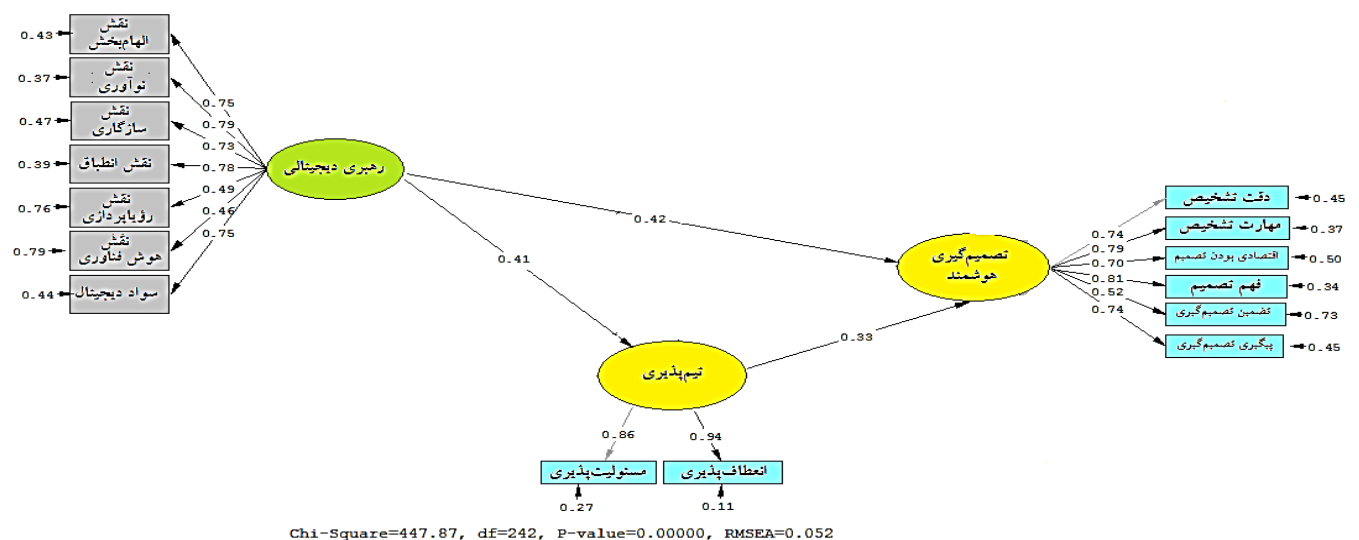 نقش
الهام‌بخش
0.43
نقش
نوآوری
0.37
نقش
سازگاری
0.47
نقش انطباق
0.39
نقش
رؤیاپردازی
0.76
نقش
هوش فناوری
0.79
سواد دیجیتال
0.44
0.75
0.79
0.73
0.78
0.49
0.46
0.75
رهبری دیجیتالی
0.42
0.41
تصمیم‌گیری
هوشمند
0.33
تیم‌پذیری
0.74
0.79
0.70
0.81
0.52
0.74
دقت تشخیص
0.45
مهارت تشخیص
0.37
اقتصادی بودن تصمیم
0.50
فهم تصمیم
0.34
تضمین تصمیم‌گیری
0.73
پیگیری تصمیم‌گیری
0.45
0.86
0.94
مسئولیت‌پذیری
انعطاف‌پذیری
0.27
0.11
Chi-Square=447.87, df=242, P-value=0.00000, RMSEA=0.052